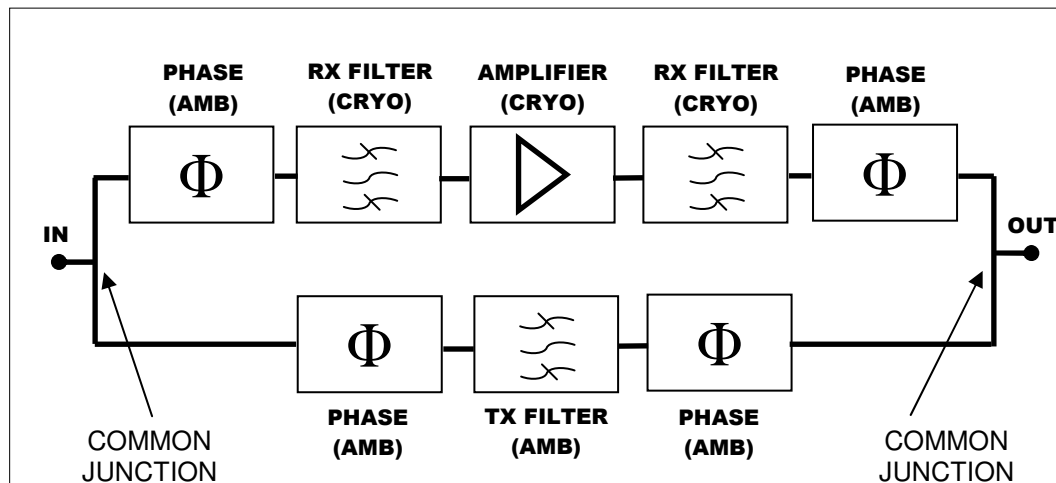 PHASE
(AMB)
RX FILTER
(CRYO)
AMPLIFIER
(CRYO)
RX FILTER
(CRYO)
PHASE
(AMB)
Φ
Φ
IN
OUT
Φ
Φ
PHASE
(AMB)
TX FILTER
(AMB)
PHASE
(AMB)
COMMON
JUNCTION
COMMON
JUNCTION